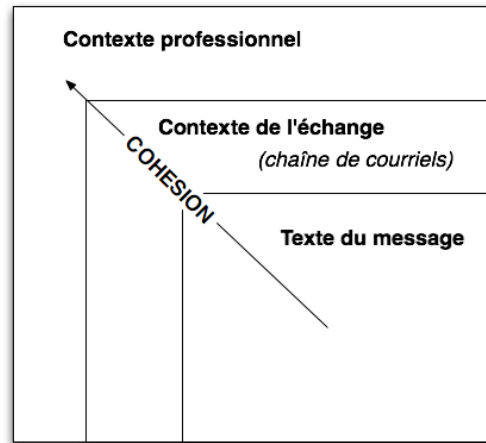 Contexte professionnel
Contexte de l'échange
(chaîne de courriels)
COHESION
Texte du message